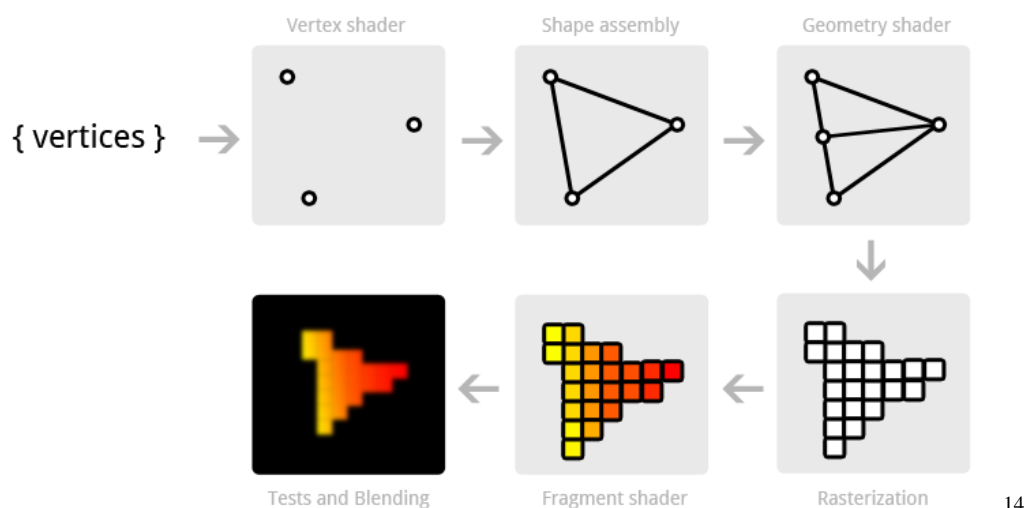 Vertex shader
Shape assembly
Geometry shader
{ vertices }
Tests and Blending
Fragment shader
Rasterization
14